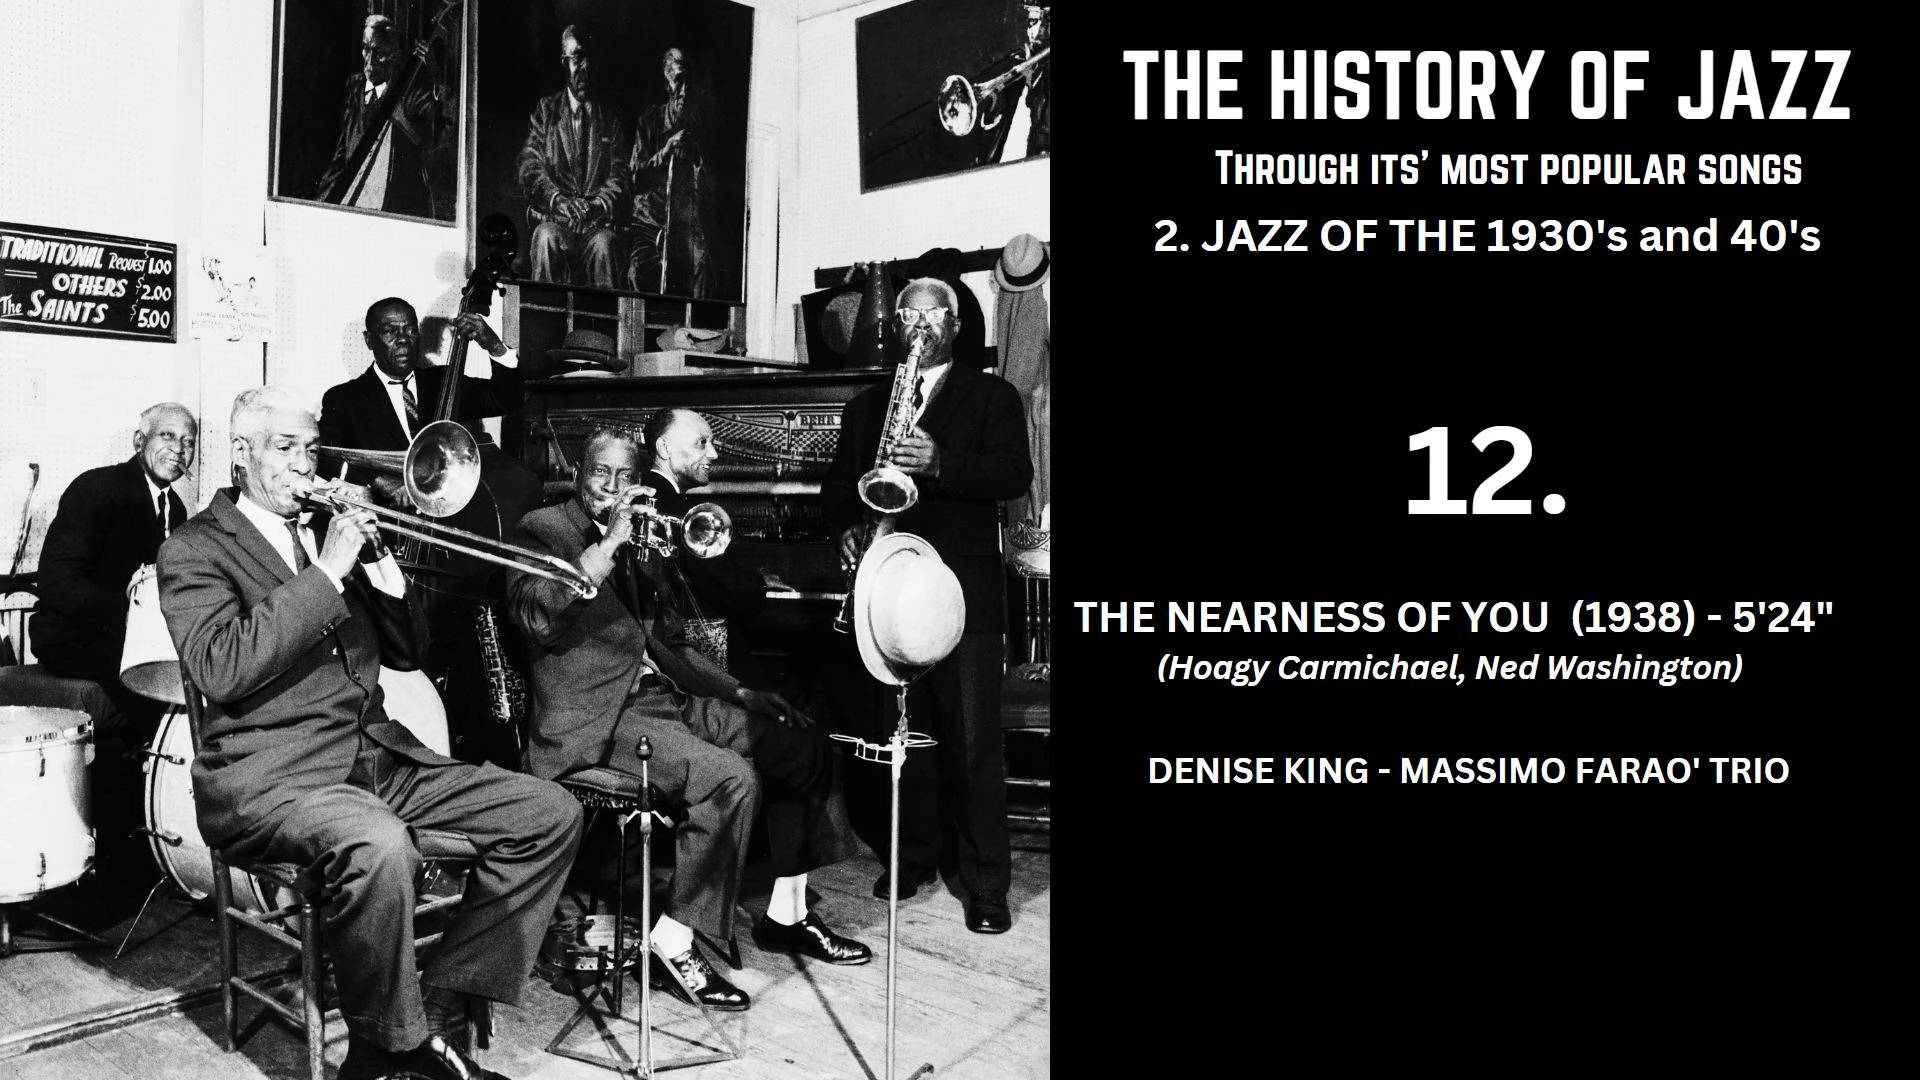 THE HISTORY OF JAZZ
THROUGH ITS' MOST POPULAR SONGS
2. JAZZ OF THE 1930's and 40's
12.
THE NEARNESS OF YOU (1938) - 5'24"
(Hoagy Carmichael, Ned Washington)
DENISE KING - MASSIMO FARAO' TRIO
TRADITIONAL Request $1.00
OTHERS $2.00
The SAINTS $5.00
BEHR